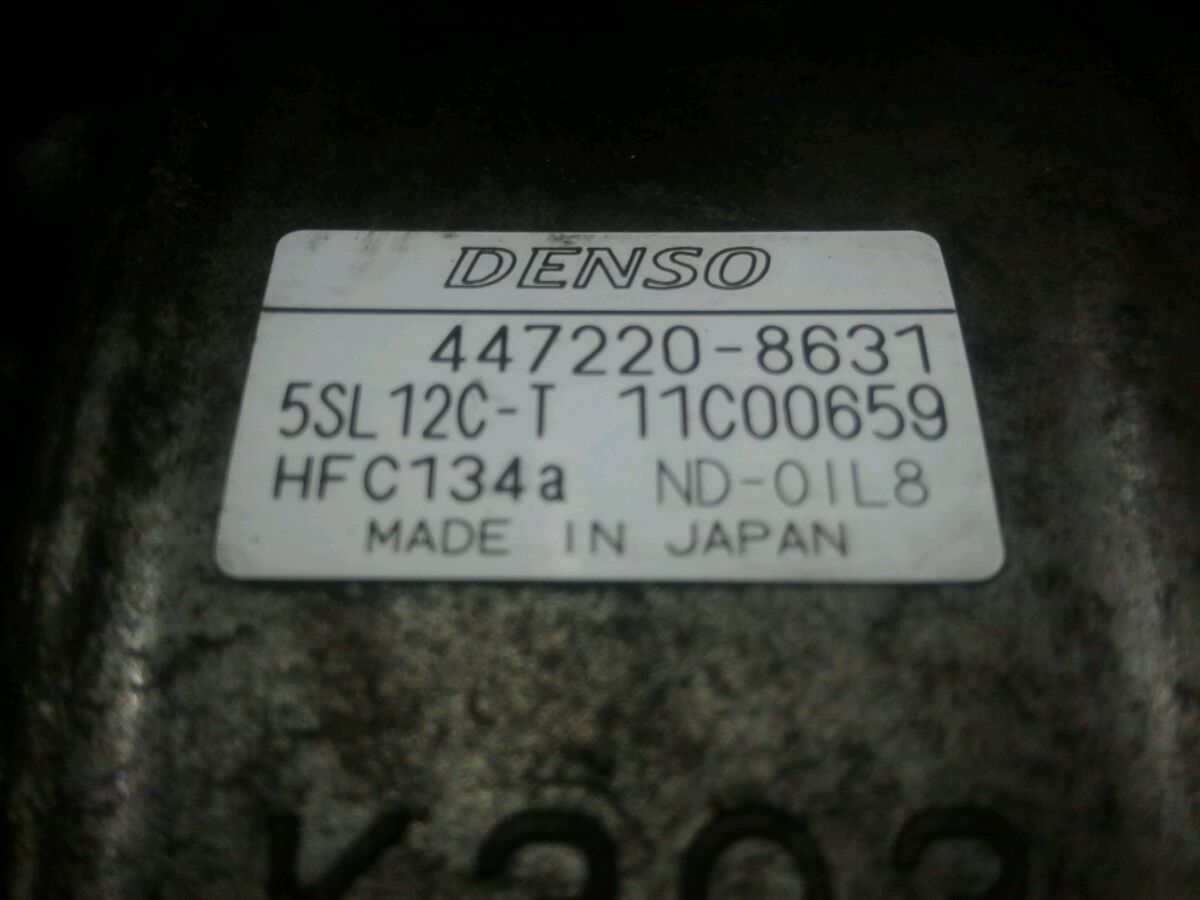 DENSO
447220-8631
5SL12C-T 11C00659
HFC134a ND-OIL8
MADE IN JAPAN